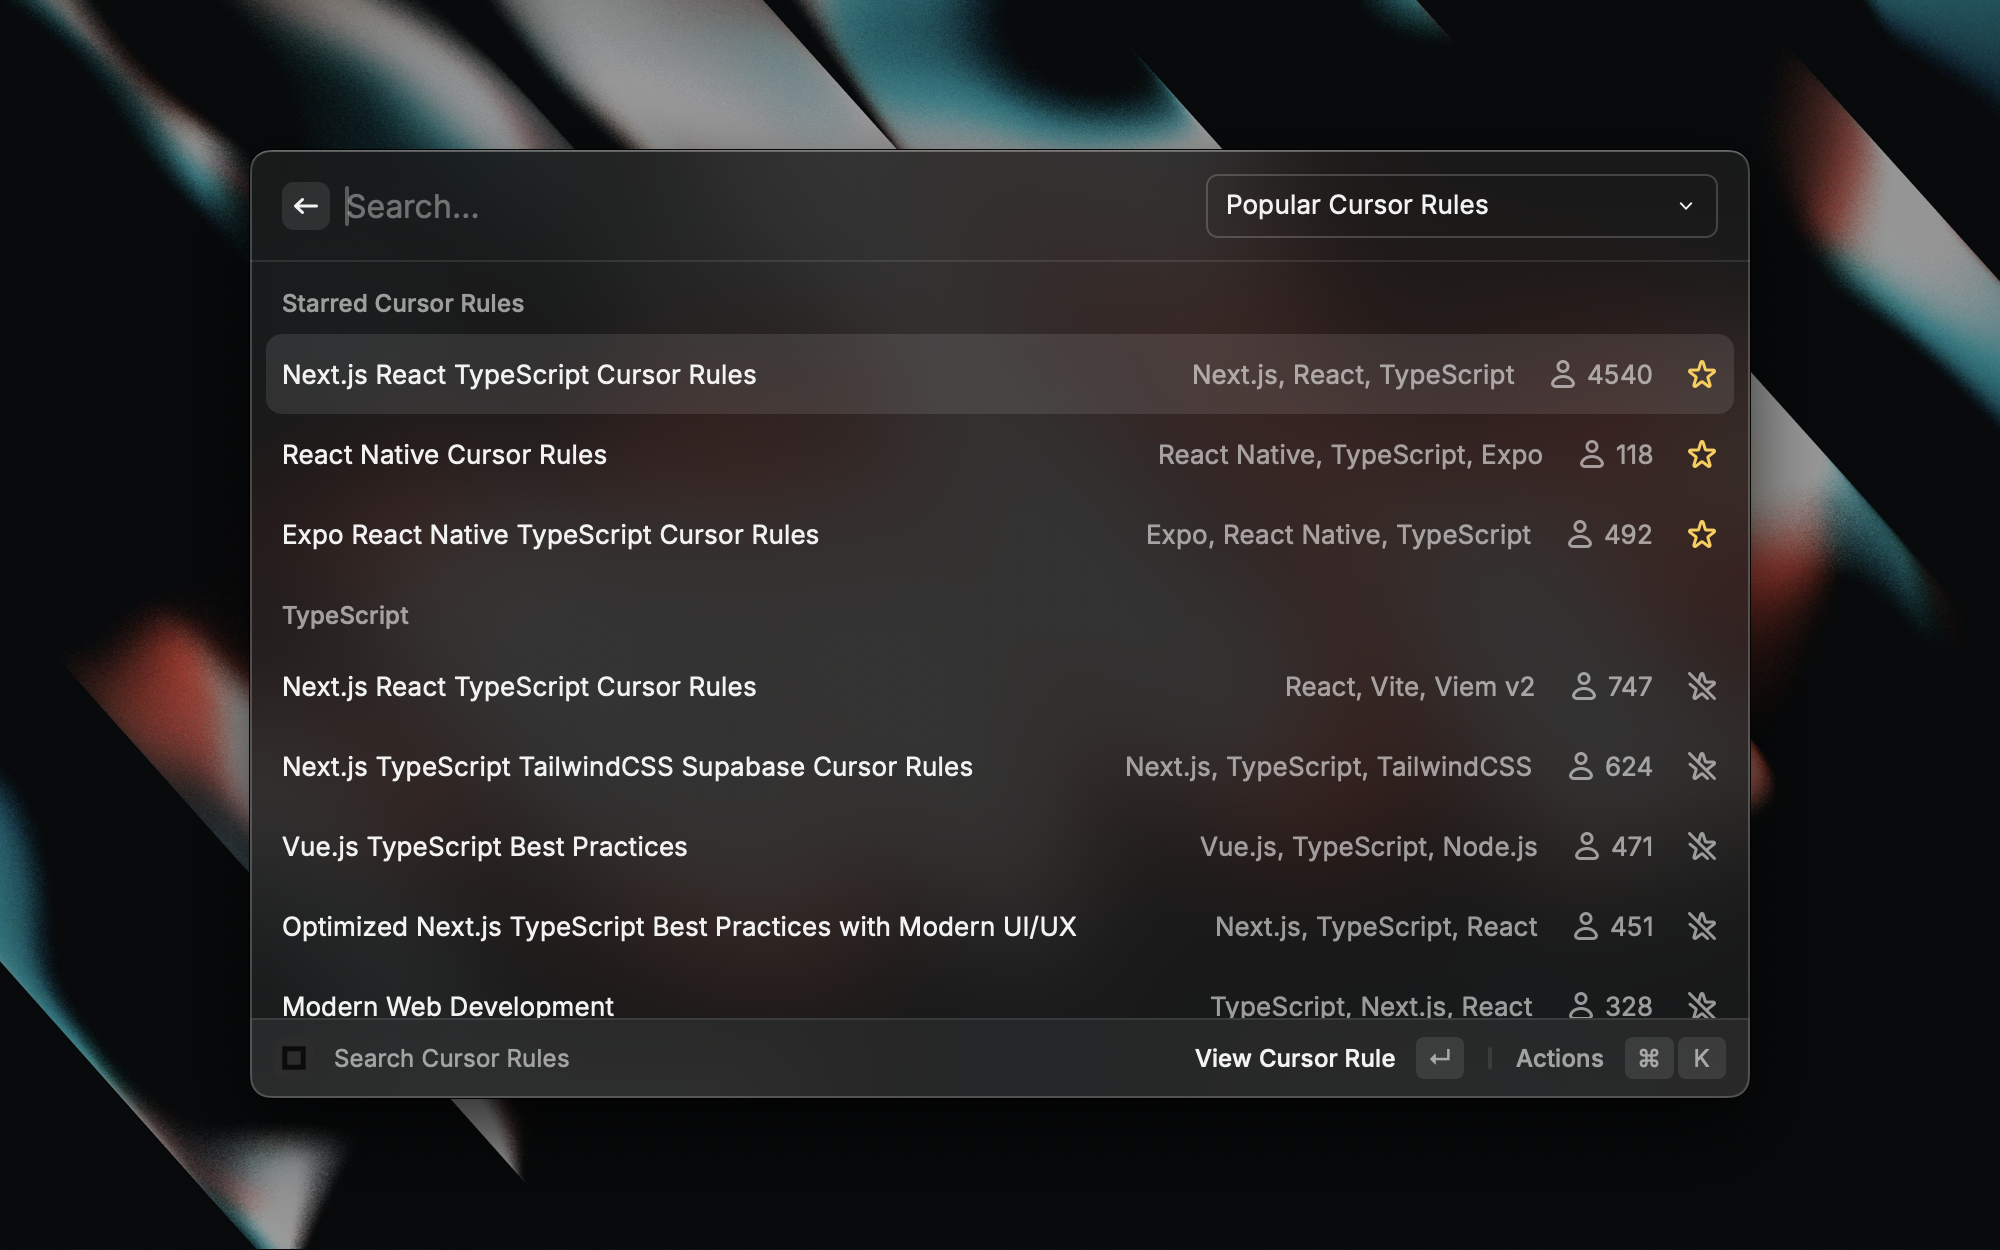 Search...
Popular Cursor Rules
Starred Cursor Rules
Next.js React TypeScript Cursor Rules Next.js, React, TypeScript 4540
React Native Cursor Rules React Native, TypeScript, Expo 118
Expo React Native TypeScript Cursor Rules Expo, React Native, TypeScript 492
TypeScript
Next.js React TypeScript Cursor Rules React, Vite, Viem v2 747
Next.js TypeScript TailwindCSS Supabase Cursor Rules Next.js, TypeScript, TailwindCSS 624
Vue.js TypeScript Best Practices Vue.js, TypeScript, Node.js 471
Optimized Next.js TypeScript Best Practices with Modern UI/UX Next.js, TypeScript, React 451
Modern Web Development TypeScript, Next.js, React 328
Search Cursor Rules View Cursor Rule ↵ Actions ⌘ K